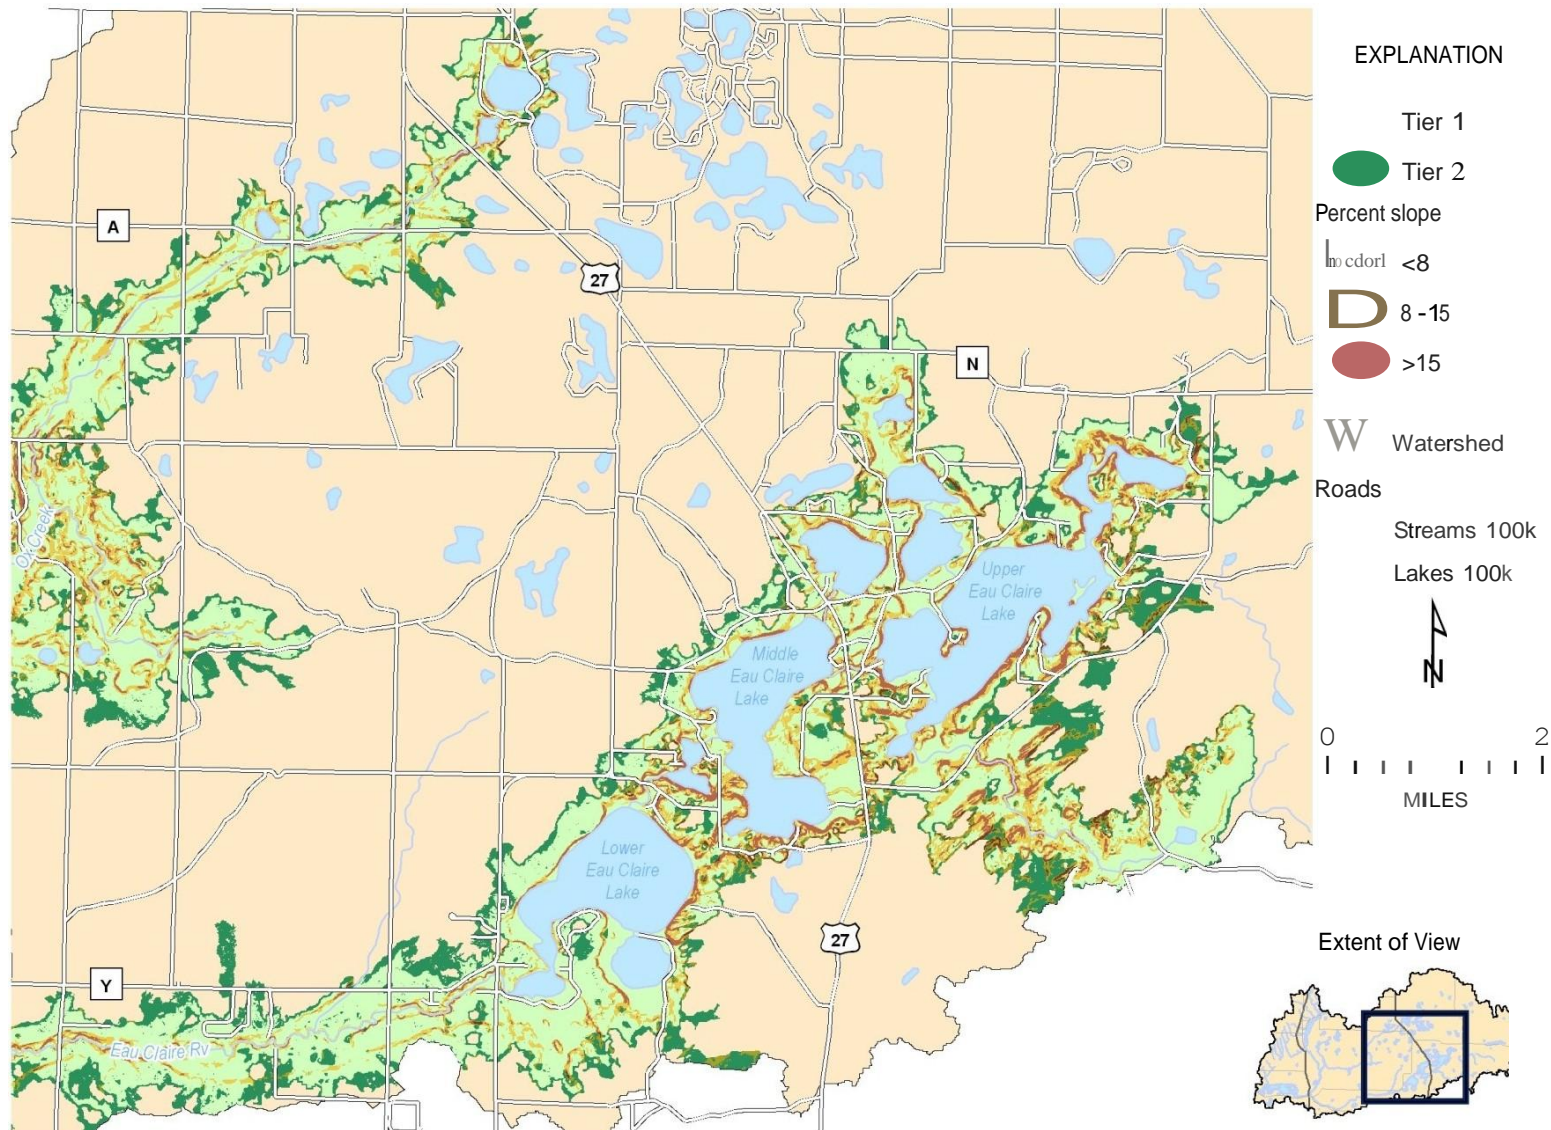 EXPLANATION
Tier 1
Tier 2
Percent slope
<8
8 -15
>15
W Watershed
Roads
Streams 100k
Lakes 100k
N
0 2
MILES
Extent of View
A
27
N
Ox Creek
Upper
Eau Claire
Lake
Middle
Eau Claire
Lake
Lower
Eau Claire
Lake
27
Y
Eau Claire Rv